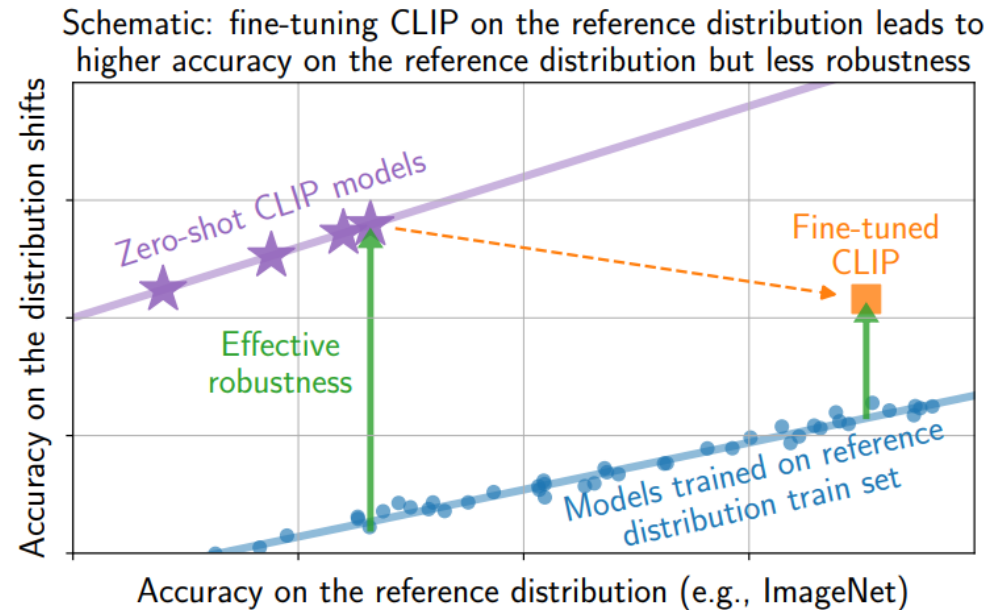 Schematic: fine-tuning CLIP on the reference distribution leads to
higher accuracy on the reference distribution but less robustness
Accuracy on the distribution shifts
Zero-shot CLIP models
Fine-tuned
CLIP
Effective
robustness
Models trained on reference
distribution train set
Accuracy on the reference distribution (e.g., ImageNet)